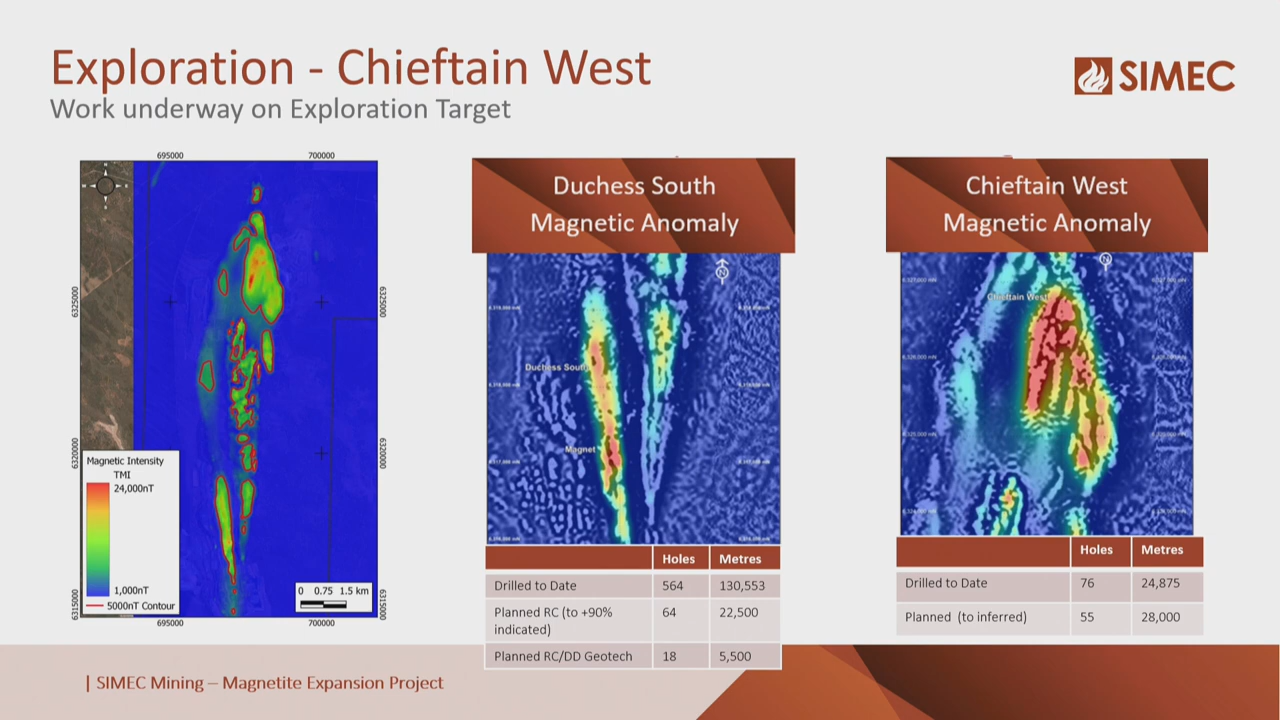 Exploration - Chieftain West
Work underway on Exploration Target
SIMEC
695000
700000
6325000
6325000
6320000
6320000
6315000
6315000
Magnetic Intensity
TMI
24,000nT
1,000nT
5000nT Contour
0 0.75 1.5 km
695000
700000
Duchess South
Magnetic Anomaly
N
Duchess South
Magnet
Holes Metres
Drilled to Date 564 130,553
Planned RC (to +90% 64 22,500
indicated)
Planned RC/DD Geotech 18 5,500
Chieftain West
Magnetic Anomaly
N
Chieftain West
Holes Metres
Drilled to Date 76 24,875
Planned (to inferred) 55 28,000
| SIMEC Mining – Magnetite Expansion Project